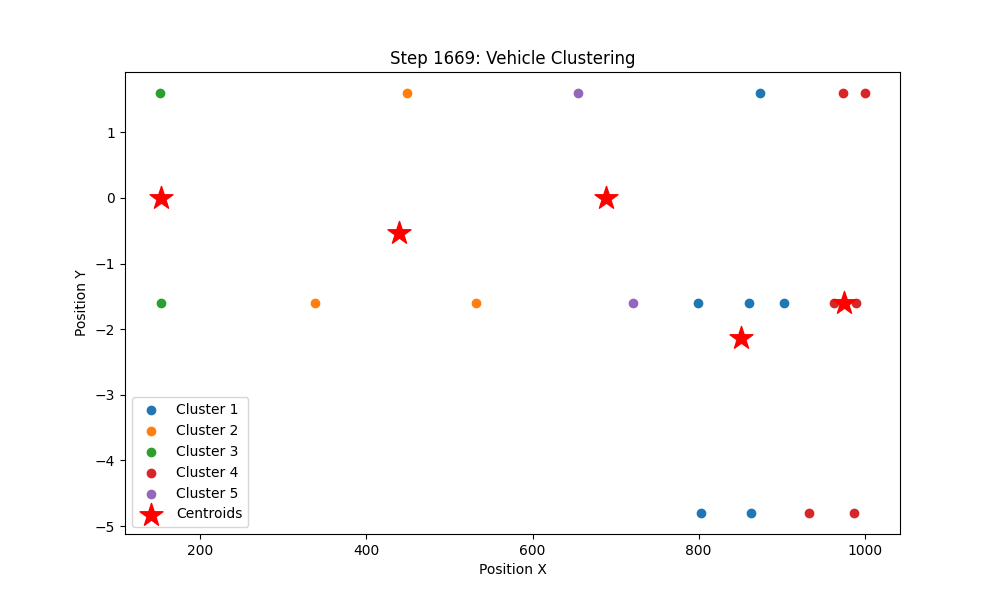 Step 1669: Vehicle Clustering
Position Y
1
0
−1
−2
−3
−4
−5
Cluster 1
Cluster 2
Cluster 3
Cluster 4
Cluster 5
Centroids
200
400
600
800
1000
Position X